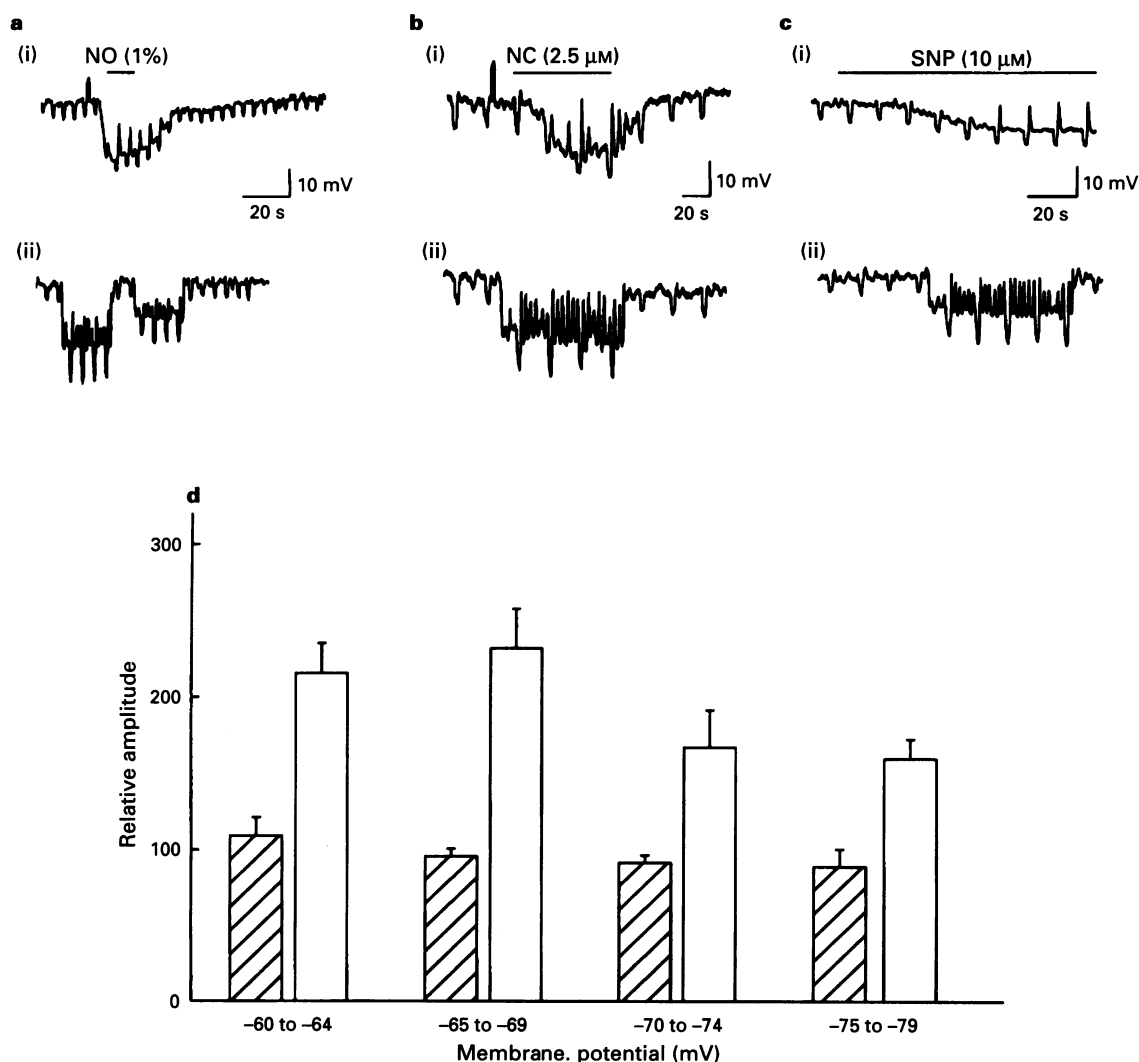 a
b
c
(i)
NO (1%)
(i)
NC (2.5 μM)
(i)
SNP (10 μM)
10 mV
20 s
10 mV
20 s
10 mV
20 s
(ii)
(ii)
(ii)
d
300
200
100
0
Relative amplitude
–60 to –64
–65 to –69
–70 to –74
–75 to –79
Membrane. potential (mV)